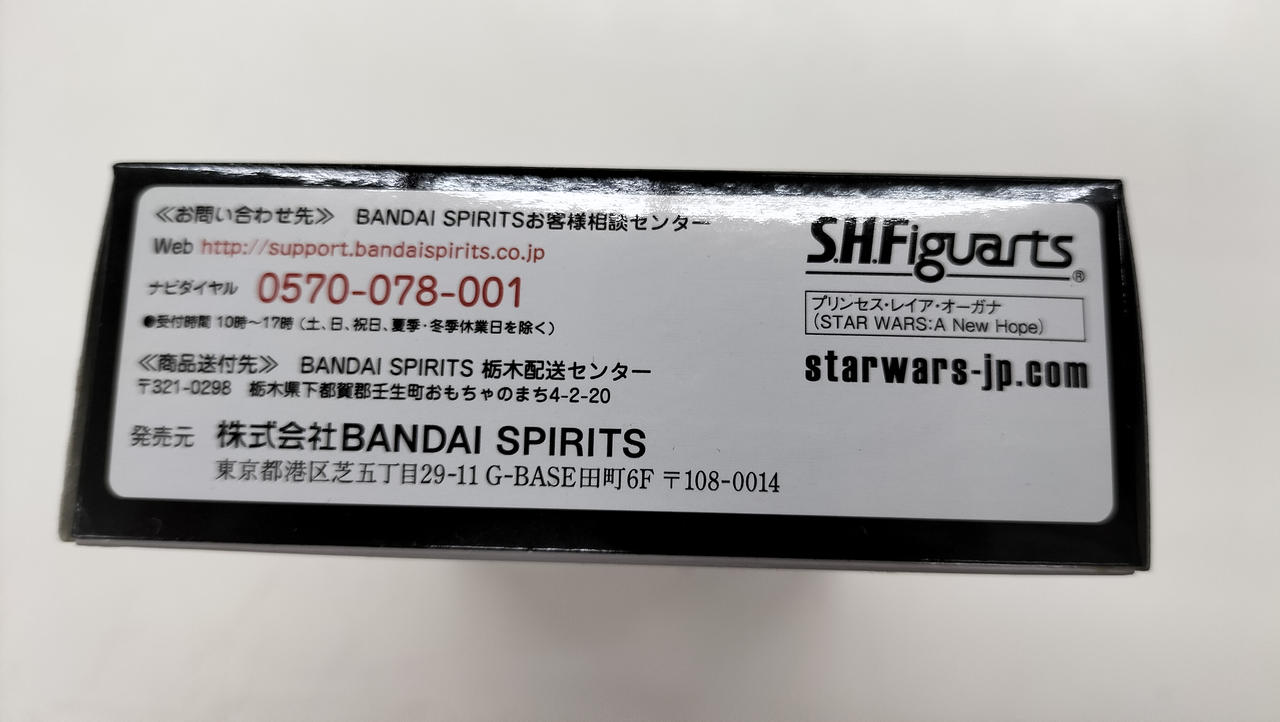 ≪お問い合わせ先≫ BANDAI SPIRITSお客様相談センター
Web http://support.bandaispirits.co.jp
ナビダイヤル 0570-078-001
●受付時間 10時～17時（土、日、祝日、夏季・冬季休業日を除く）
≪商品送付先≫ BANDAI SPIRITS 栃木配送センター
〒321-0298 栃木県下都賀郡壬生町おもちゃのまち4-2-20
発売元 株式会社BANDAI SPIRITS
東京都港区芝五丁目29-11 G-BASE田町6F 〒108-0014
S.H.Figuarts®
プリンセス・レイア・オーガナ
（STAR WARS:A New Hope）
starwars-jp.com